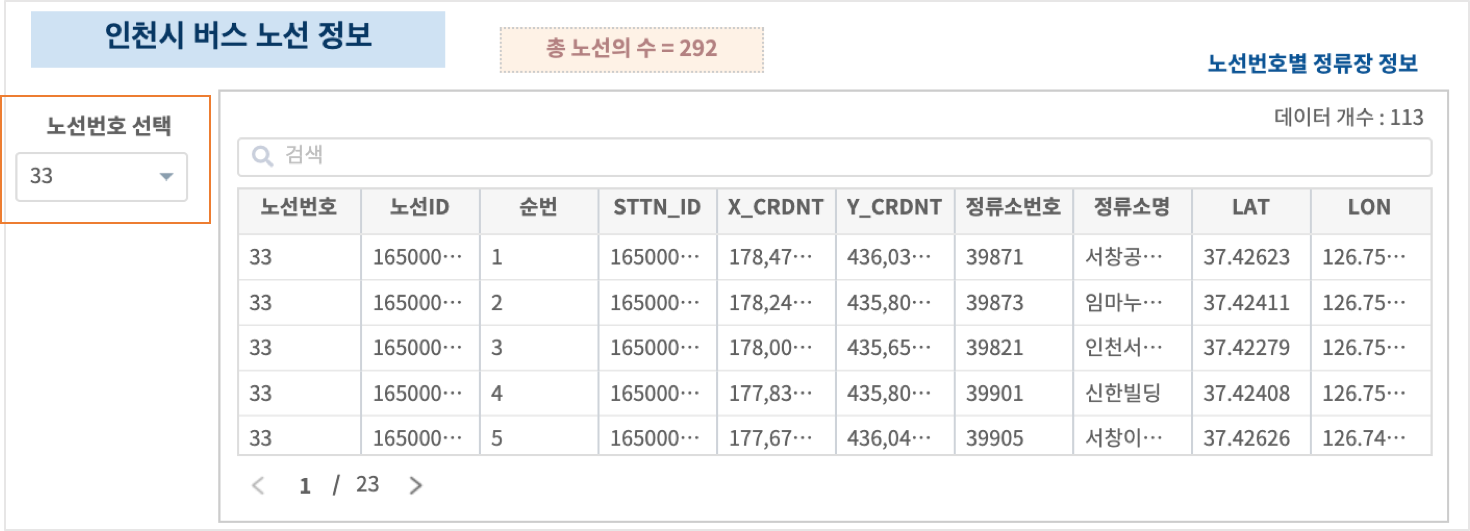 인천시 버스 노선 정보
총 노선의 수 = 292
노선번호별 정류장 정보
노선번호 선택
33
데이터 개수 : 113
검색
노선번호 노선ID 순번 STTN_ID X_CRDNT Y_CRDNT 정류소번호 정류소명 LAT LON
33 165000… 1 165000… 178,47… 436,03… 39871 서창공… 37.42623 126.75…
33 165000… 2 165000… 178,24… 435,80… 39873 임마누… 37.42411 126.75…
33 165000… 3 165000… 178,00… 435,65… 39821 인천서… 37.42279 126.75…
33 165000… 4 165000… 177,83… 435,80… 39901 신한빌딩 37.42408 126.75…
33 165000… 5 165000… 177,67… 436,04… 39905 서창이… 37.42626 126.74…
1 / 23